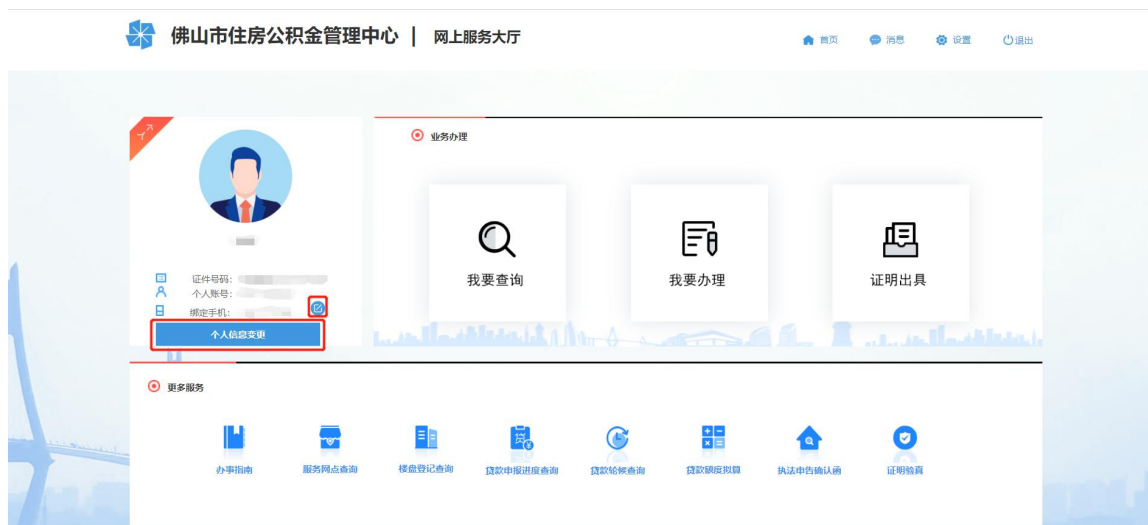 佛山市住房公积金管理中心 | 网上服务大厅
首页 消息 设置 退出
业务办理
我要查询 我要办理 证明出具
证件号码：
个人账号：
绑定手机：
个人信息变更
更多服务
办事指南 服务网点查询 楼盘登记查询 贷款申报进度查询 贷款轮候查询 贷款额度拟算 执法申告确认函 证明验真